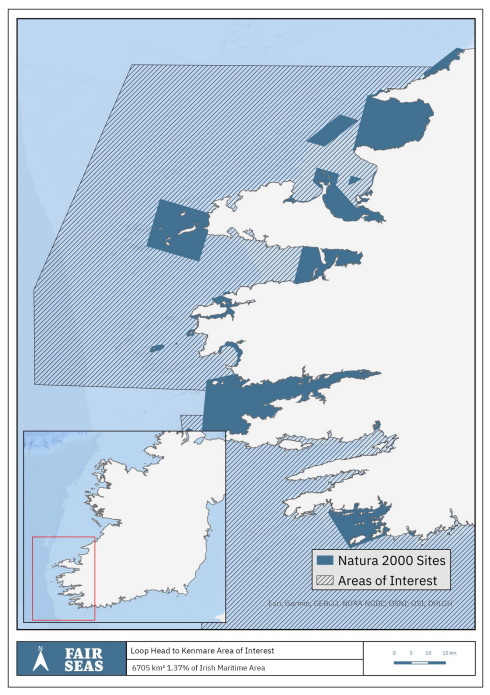 Natura 2000 Sites
Areas of Interest
Esri, Garmin, GEBCO, NOAA NGDC; OSNI; OSI, DHLGH
N
FAIR
SEAS
Loop Head to Kenmare Area of Interest
6705 km² 1.37% of Irish Maritime Area
0 5 10 15 km